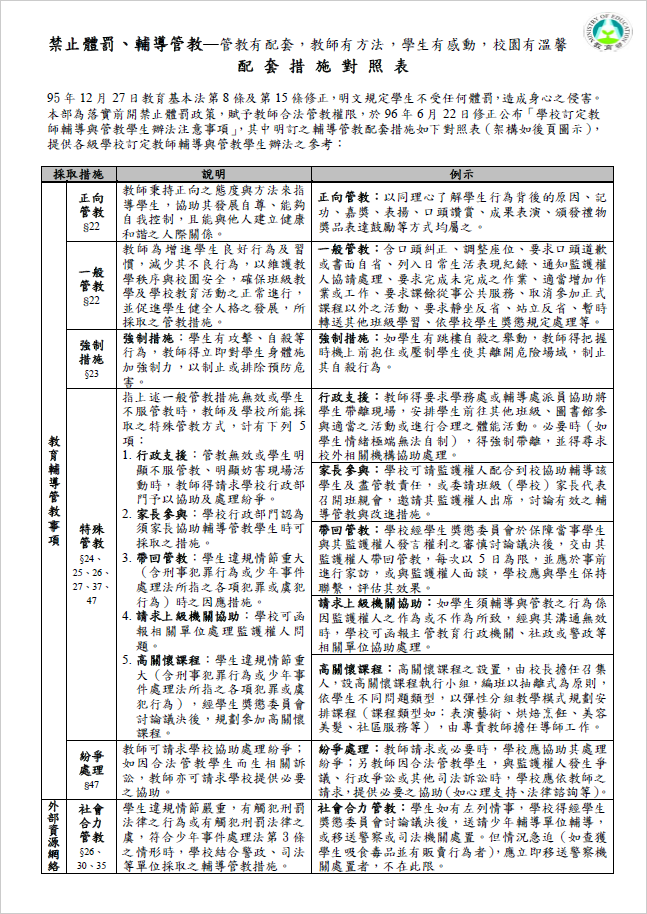 MINISTRY OF EDUCATION
教育部
禁止體罰、輔導管教—管教有配套，教師有方法，學生有感動，校園有溫馨
配套措施對照表
95 年 12 月 27 日教育基本法第 8 條及第 15 條修正，明文規定學生不受任何體罰，造成身心之侵害。
本部為落實前開禁止體罰政策，賦予教師合法管教權限，於 96 年 6 月 22 日修正公布「學校訂定教
師輔導與管教學生辦法注意事項」，其中明訂之輔導管教配套措施如下對照表（架構如後頁圖示），
提供各級學校訂定教師輔導與管教學生辦法之參考：
採取措施
說明
例示
教育輔導管教事項
正向
管教
§22
教師秉持正向之態度與方法來指
導學生，協助其發展自尊、能夠
自我控制，且能與他人建立健康
和諧之人際關係。
正向管教：以同理心了解學生行為背後的原因、記
功、嘉獎、表揚、口頭讚賞、成果表演、頒發禮物
獎品表達鼓勵等方式均屬之。
一般
管教
§22
教師為增進學生良好行為及習
慣，減少其不良行為，以維護教
學秩序與校園安全，確保班級教
學及學校教育活動之正常進行，
並促進學生健全人格之發展，所
採取之管教措施。
一般管教：含口頭糾正、調整座位、要求口頭道歉
或書面自省、列入日常生活表現紀錄、通知監護權
人協請處理、要求完成未完成之作業、適當增加作
業或工作、要求課餘從事公共服務、取消參加正式
課程以外之活動、要求靜坐反省、站立反省、暫時
轉送其他班級學習、依學校學生獎懲規定處理等。
強制
措施
§23
強制措施：學生有攻擊、自殺等
行為，教師得立即對學生身體施
加強制力，以制止或排除預防危
害。
強制措施：如學生有跳樓自殺之舉動，教師得把握
時機上前抱住或壓制學生使其離開危險場域，制止
其自殺行為。
特殊
管教
§24、
25、26、
27、37、
47
指上述一般管教措施無效或學生
不服管教時，教師及學校所能採
取之特殊管教方式，計有下列 5
項：
1. 行政支援：管教無效或學生明
顯不服管教、明顯妨害現場活
動時，教師得請求學校行政部
門予以協助及處理紛爭。
2. 家長參與：學校行政部門認為
須家長協助輔導管教學生時可
採取之措施。
3. 帶回管教：學生違規情節重大
（含刑事犯罪行為或少年事件
處理法所指之各項犯罪或虞犯
行為）時之因應措施。
4. 請求上級機關協助：學校可函
報相關單位處理監護權人問
題。
5. 高關懷課程：學生違規情節重
大（含刑事犯罪行為或少年事
件處理法所指之各項犯罪或虞
犯行為），經學生獎懲委員會
討論議決後，規劃參加高關懷
課程。
行政支援：教師得要求學務處或輔導處派員協助將
學生帶離現場，安排學生前往其他班級、圖書館參
與適當之活動或進行合理之體能活動。必要時（如
學生情緒極端無法自制），得強制帶離，並得尋求
校外相關機構協助處理。
家長參與：學校可請監護權人配合到校協助輔導該
學生及盡管教責任，或委請班級（學校）家長代表
召開班親會，邀請其監護權人出席，討論有效之輔
導管教與改進措施。
帶回管教：學校經學生獎懲委員會於保障當事學生
與其監護權人發言權利之審慎討論議決後，交由其
監護權人帶回管教，每次以 5 日為限，並應於事前
進行家訪，或與監護權人面談，學校應與學生保持
聯繫，評估其效果。
請求上級機關協助：如學生須輔導與管教之行為係
因監護權人之作為或不作為所致，經與其溝通無效
時，學校可函報主管教育行政機關、社政或警政等
相關單位協助處理。
高關懷課程：高關懷課程之設置，由校長擔任召集
人，設高關懷課程執行小組，編班以抽離式為原則，
依學生不同問題類型，以彈性分組教學模式規劃安
排課程（課程類型如：表演藝術、烘焙烹飪、美容
美髮、社區服務等），由專責教師擔任導師工作。
紛爭
處理
§47
教師可請求學校協助處理紛爭；
如因合法管教學生而生相關訴
訟，教師亦可請求學校提供必要
之協助。
紛爭處理：教師請求或必要時，學校應協助其處理
紛爭；另教師因合法管教學生，與監護權人發生爭
議、行政爭訟或其他司法訴訟時，學校應依教師之
請求，提供必要之協助(如心理支持、法律諮詢等)。
外部資源網絡
社會
合力
管教
§26、
30、35
學生違規情節嚴重，有觸犯刑罰
法律之行為或有觸犯刑罰法律之
虞，符合少年事件處理法第 3 條
之情形時，學校結合警政、司法
等單位採取之輔導管教措施。
社會合力管教：學生如有左列情事，學校得經學生
獎懲委員會討論議決後，送請少年輔導單位輔導，
或移送警察或司法機關處置。但情況急迫（如查獲
學生吸食毒品並有販賣行為者)，應立即移送警察機
關處置者，不在此限。